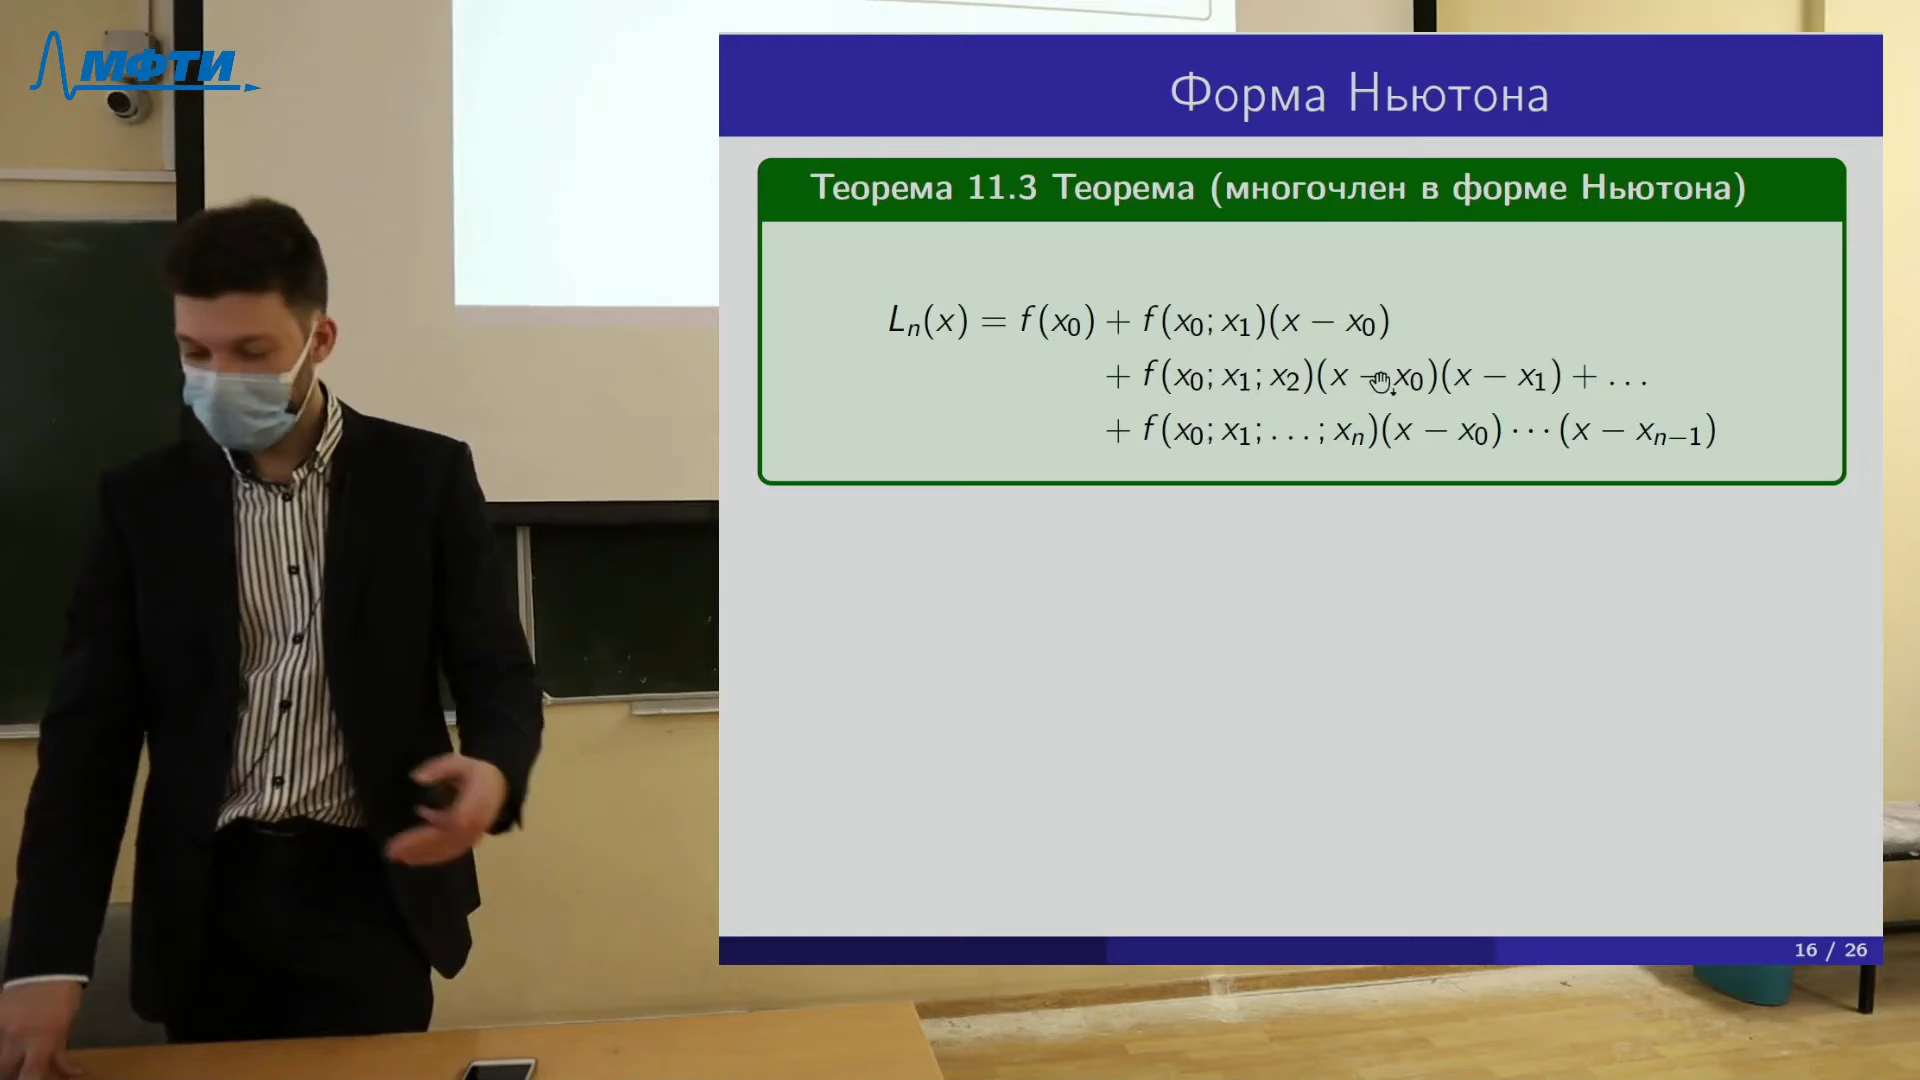 МФТИ
Форма Ньютона
Теорема 11.3 Теорема (многочлен в форме Ньютона)
Lₙ(x) = f(x₀) + f(x₀; x₁)(x − x₀)
+ f(x₀; x₁; x₂)(x − x₀)(x − x₁) + …
+ f(x₀; x₁; …; xₙ)(x − x₀) ⋯ (x − xₙ₋₁)
16 / 26